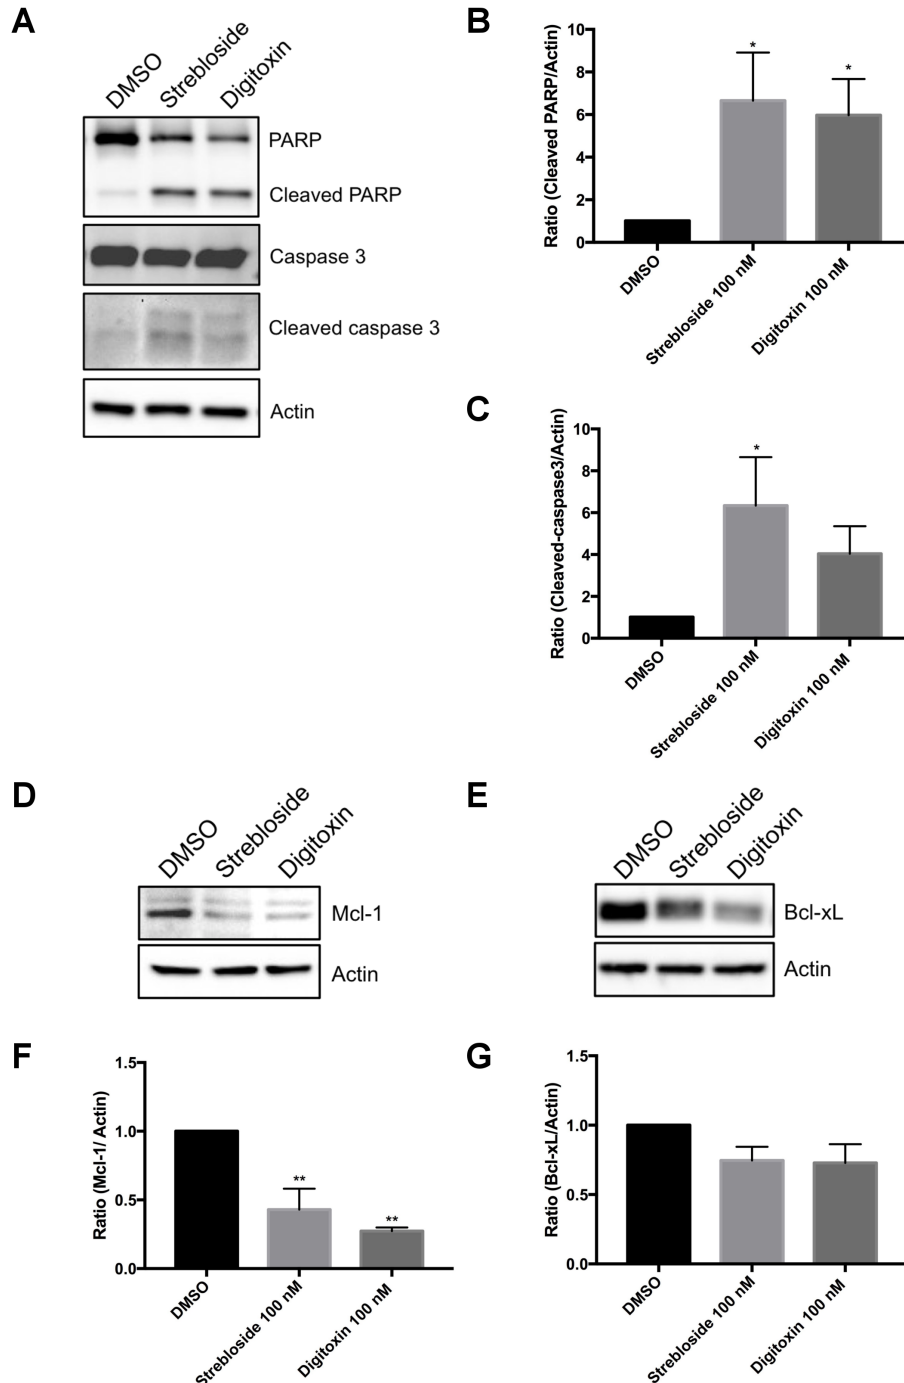 A
DMSO
Strebloside
Digitoxin
PARP
Cleaved PARP
Caspase 3
Cleaved caspase 3
Actin
B
Ratio (Cleaved PARP/Actin)
10
8
6
4
2
0
*
*
DMSO
Strebloside 100 nM
Digitoxin 100 nM
C
Ratio (Cleaved-caspase3/Actin)
10
8
6
4
2
0
*
DMSO
Strebloside 100 nM
Digitoxin 100 nM
D
DMSO
Strebloside
Digitoxin
Mcl-1
Actin
E
DMSO
Strebloside
Digitoxin
Bcl-xL
Actin
F
Ratio (Mcl-1/ Actin)
1.5
1.0
0.5
0.0
**
**
DMSO
Strebloside 100 nM
Digitoxin 100 nM
G
Ratio (Bcl-xL/Actin)
1.5
1.0
0.5
0.0
DMSO
Strebloside 100 nM
Digitoxin 100 nM